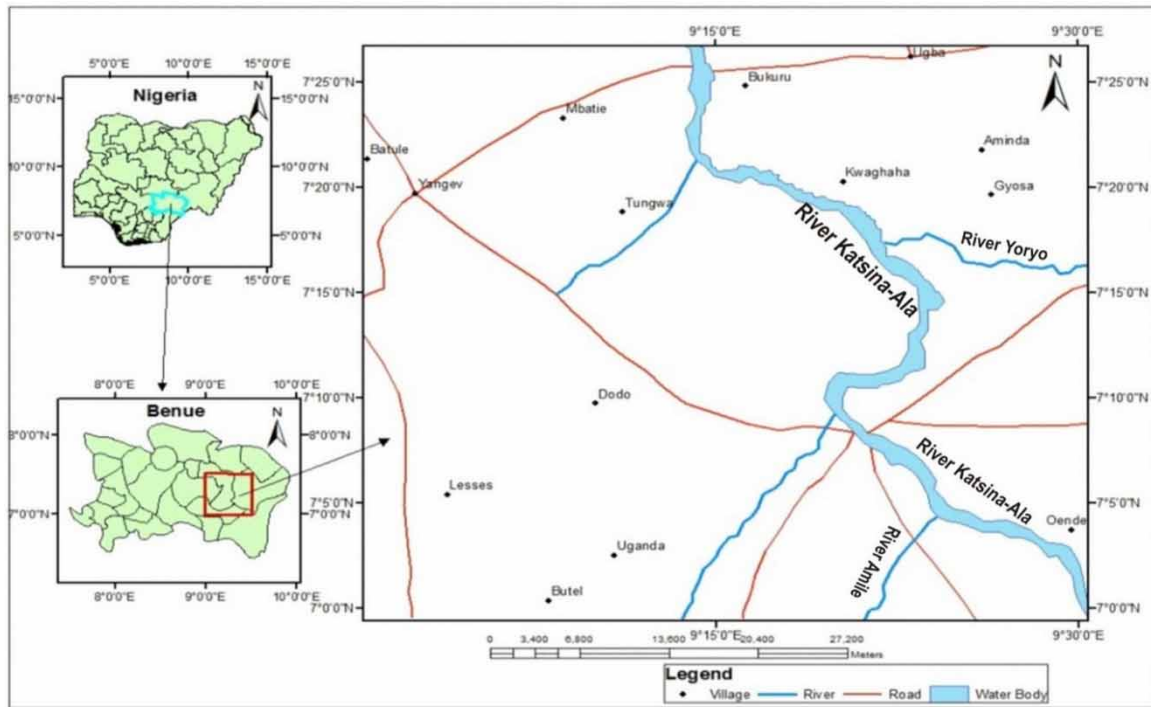 5°0'0"E
10°0'0"E
15°0'0"E
Nigeria
N
15°0'0"N
15°0'0"N
10°0'0"N
10°0'0"N
5°0'0"N
5°0'0"N
5°0'0"E
10°0'0"E
15°0'0"E
8°0'0"E
9°0'0"E
10°0'0"E
Benue
N
8°0'0"N
8°0'0"N
7°0'0"N
7°0'0"N
8°0'0"E
9°0'0"E
10°0'0"E
9°15'0"E
9°30'0"E
Ugba
N
7°25'0"N
Bukuru
7°25'0"N
Mbatie
Aminda
Batule
Yangev
Kwaghaha
7°20'0"N
Gyosa
7°20'0"N
Tungwa
River Katsina-Ala
River Yoryo
7°15'0"N
7°15'0"N
7°10'0"N
Dodo
7°10'0"N
River Katsina-Ala
Lesses
7°5'0"N
7°5'0"N
Oende
Uganda
River Amile
Butel
7°0'0"N
7°0'0"N
9°15'0"E
9°30'0"E
0 3,400 6,800 13,600 20,400 27,200
Meters
Legend
Village River Road Water Body